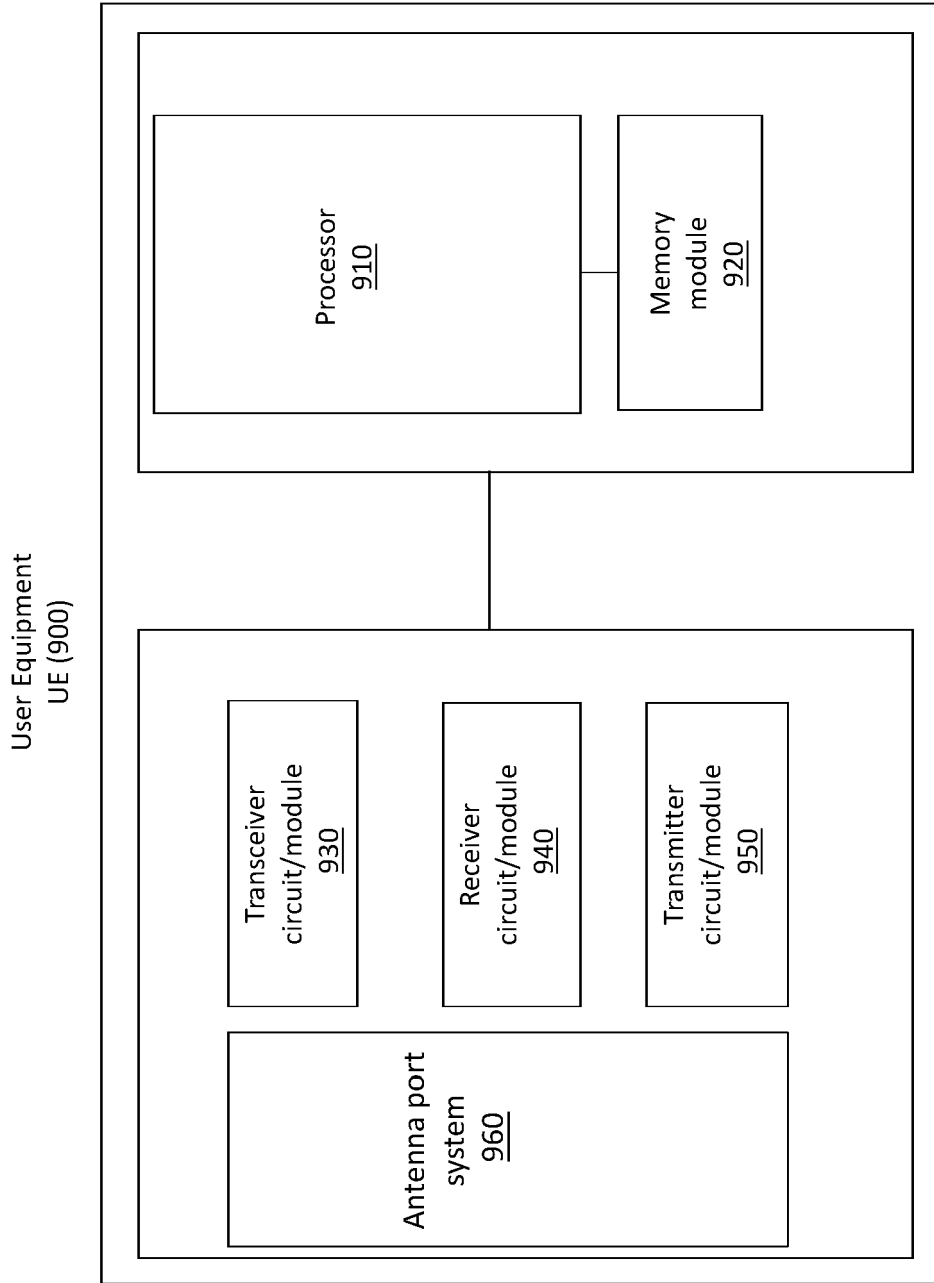 User Equipment
UE (900)
Antenna port
system
960
Transceiver
circuit/module
930
Receiver
circuit/module
940
Transmitter
circuit/module
950
Processor
910
Memory
module
920